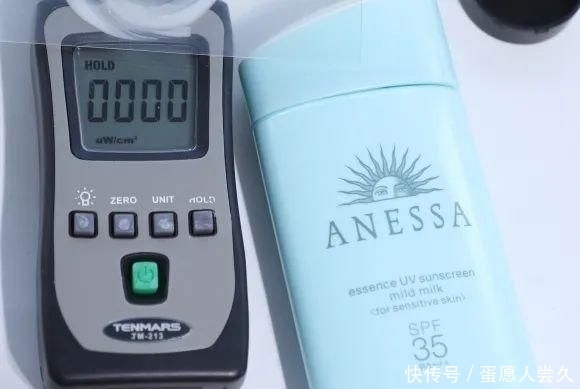 HOLD
0000
uW/cm²
ZERO UNIT HOLD
TENMARS
TM-213
ANESSA
essence UV sunscreen
mild milk
<for sensitive skin>
SPF
35
快传号 / 蛋愿人尝久